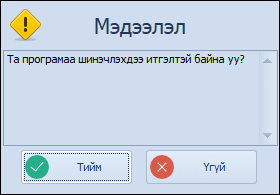 Мэдээлэл
Та програмаа шинэчлэхдээ итгэлтэй байна уу?
Тийм
Үгүй